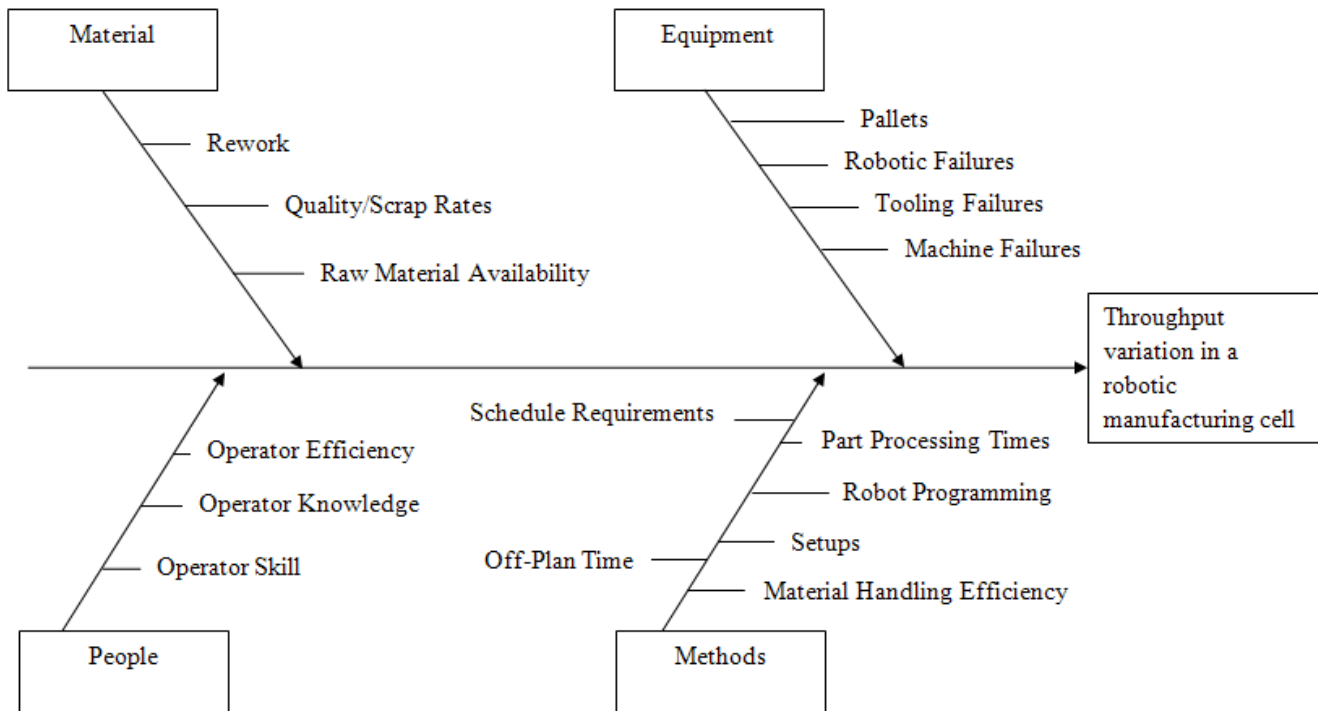 Material
Equipment
Rework
Quality/Scrap Rates
Raw Material Availability
Pallets
Robotic Failures
Tooling Failures
Machine Failures
Throughput
variation in a
robotic
manufacturing cell
Operator Efficiency
Operator Knowledge
Operator Skill
Schedule Requirements
Part Processing Times
Robot Programming
Setups
Off-Plan Time
Material Handling Efficiency
People
Methods